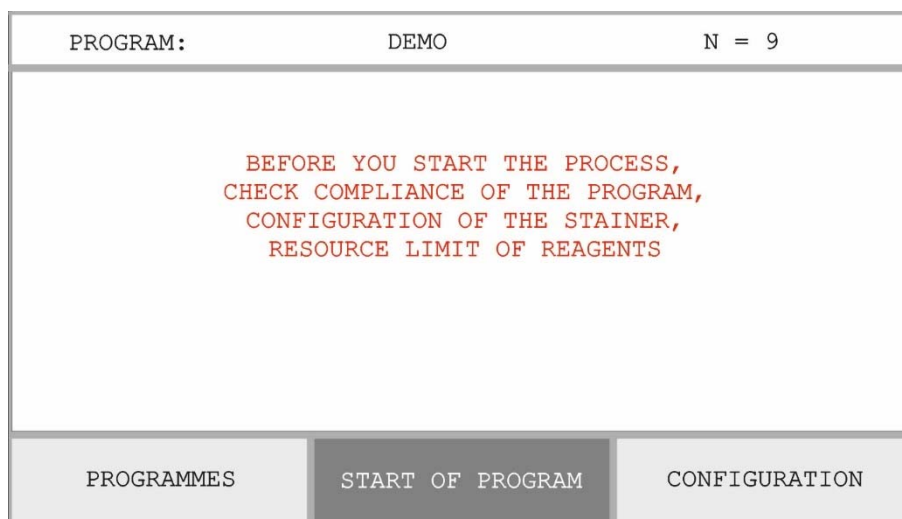 PROGRAM: DEMO N = 9
BEFORE YOU START THE PROCESS,
CHECK COMPLIANCE OF THE PROGRAM,
CONFIGURATION OF THE STAINER,
RESOURCE LIMIT OF REAGENTS
PROGRAMMES START OF PROGRAM CONFIGURATION